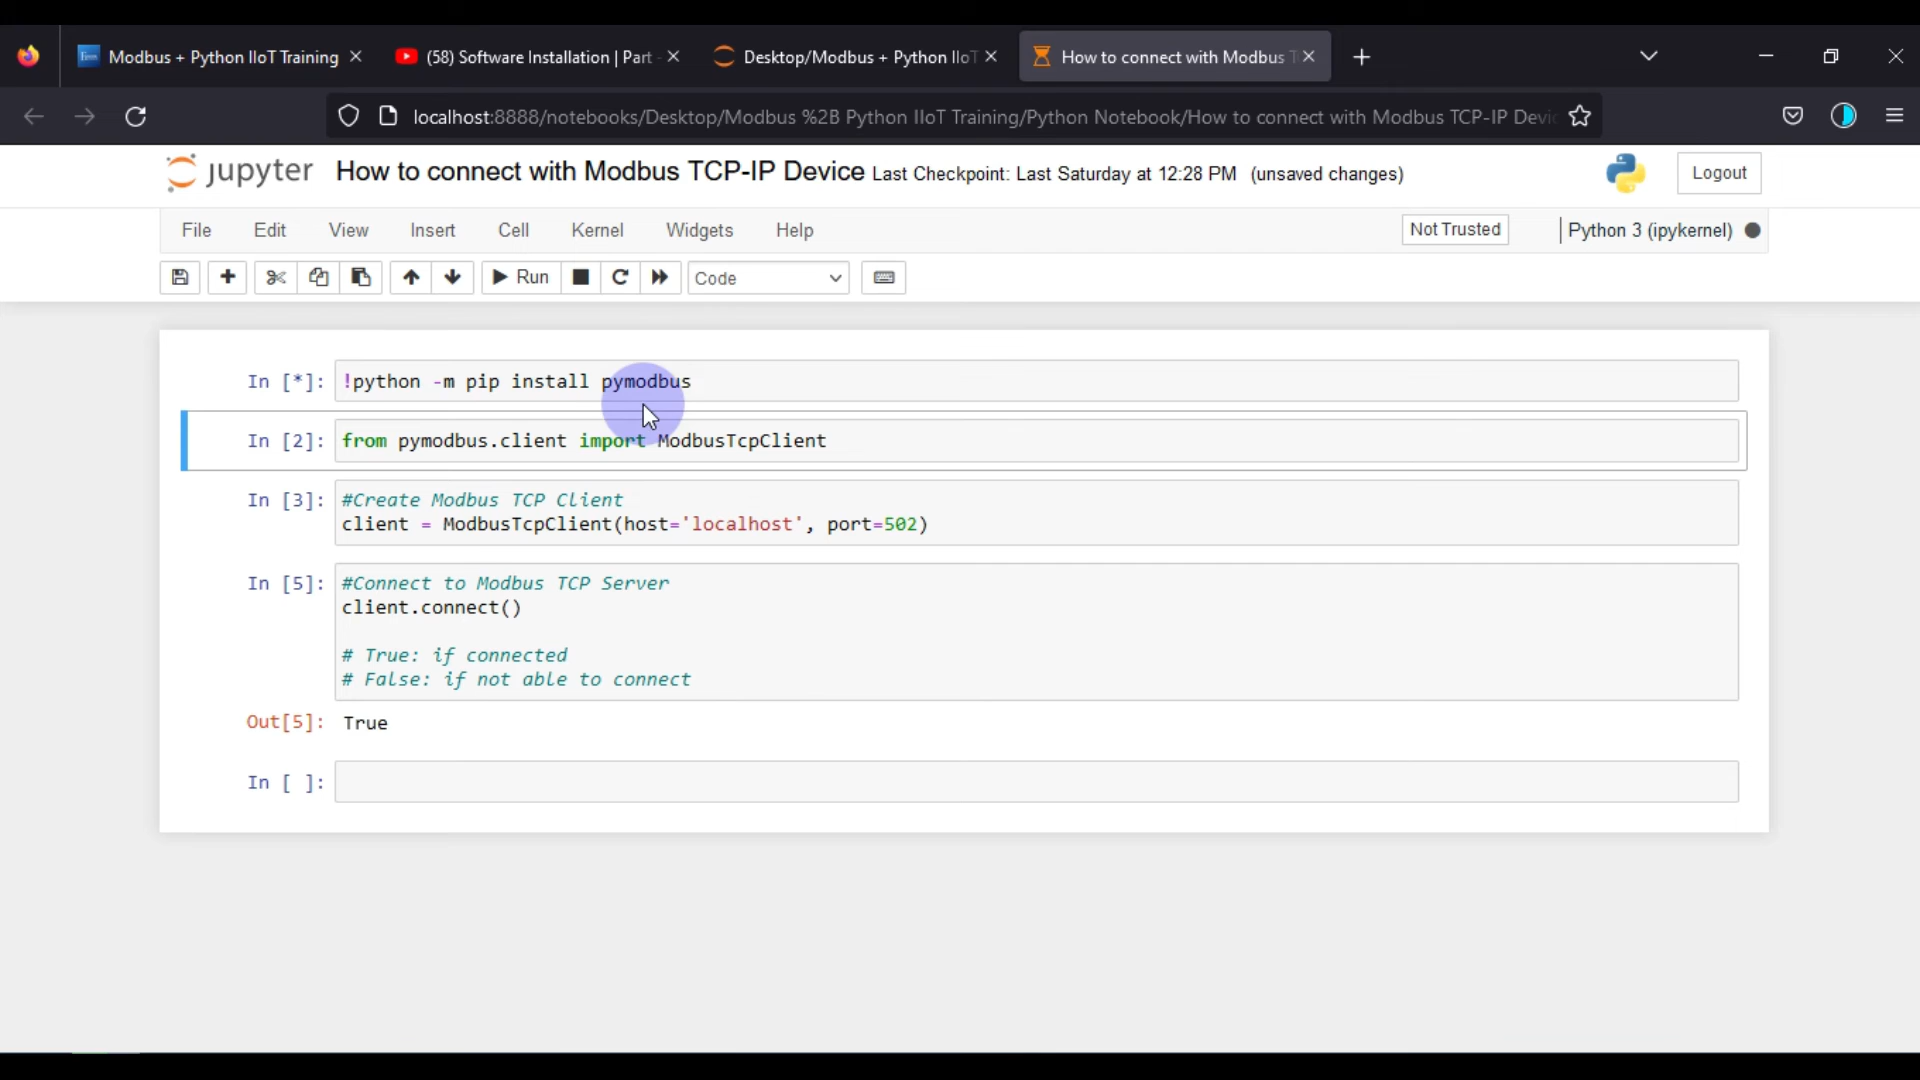 Modbus + Python IIoT Training
(58) Software Installation | Part -
Desktop/Modbus + Python IIoT
How to connect with Modbus T
localhost:8888/notebooks/Desktop/Modbus %2B Python IIoT Training/Python Notebook/How to connect with Modbus TCP-IP Devi
jupyter How to connect with Modbus TCP-IP Device Last Checkpoint: Last Saturday at 12:28 PM (unsaved changes)
Logout
File Edit View Insert Cell Kernel Widgets Help
Not Trusted
Python 3 (ipykernel)
Run
Code
In [*]: !python -m pip install pymodbus
In [2]: from pymodbus.client import ModbusTcpClient
In [3]: #Create Modbus TCP Client
client = ModbusTcpClient(host='localhost', port=502)
In [5]: #Connect to Modbus TCP Server
client.connect()
# True: if connected
# False: if not able to connect
Out[5]: True
In [ ]: